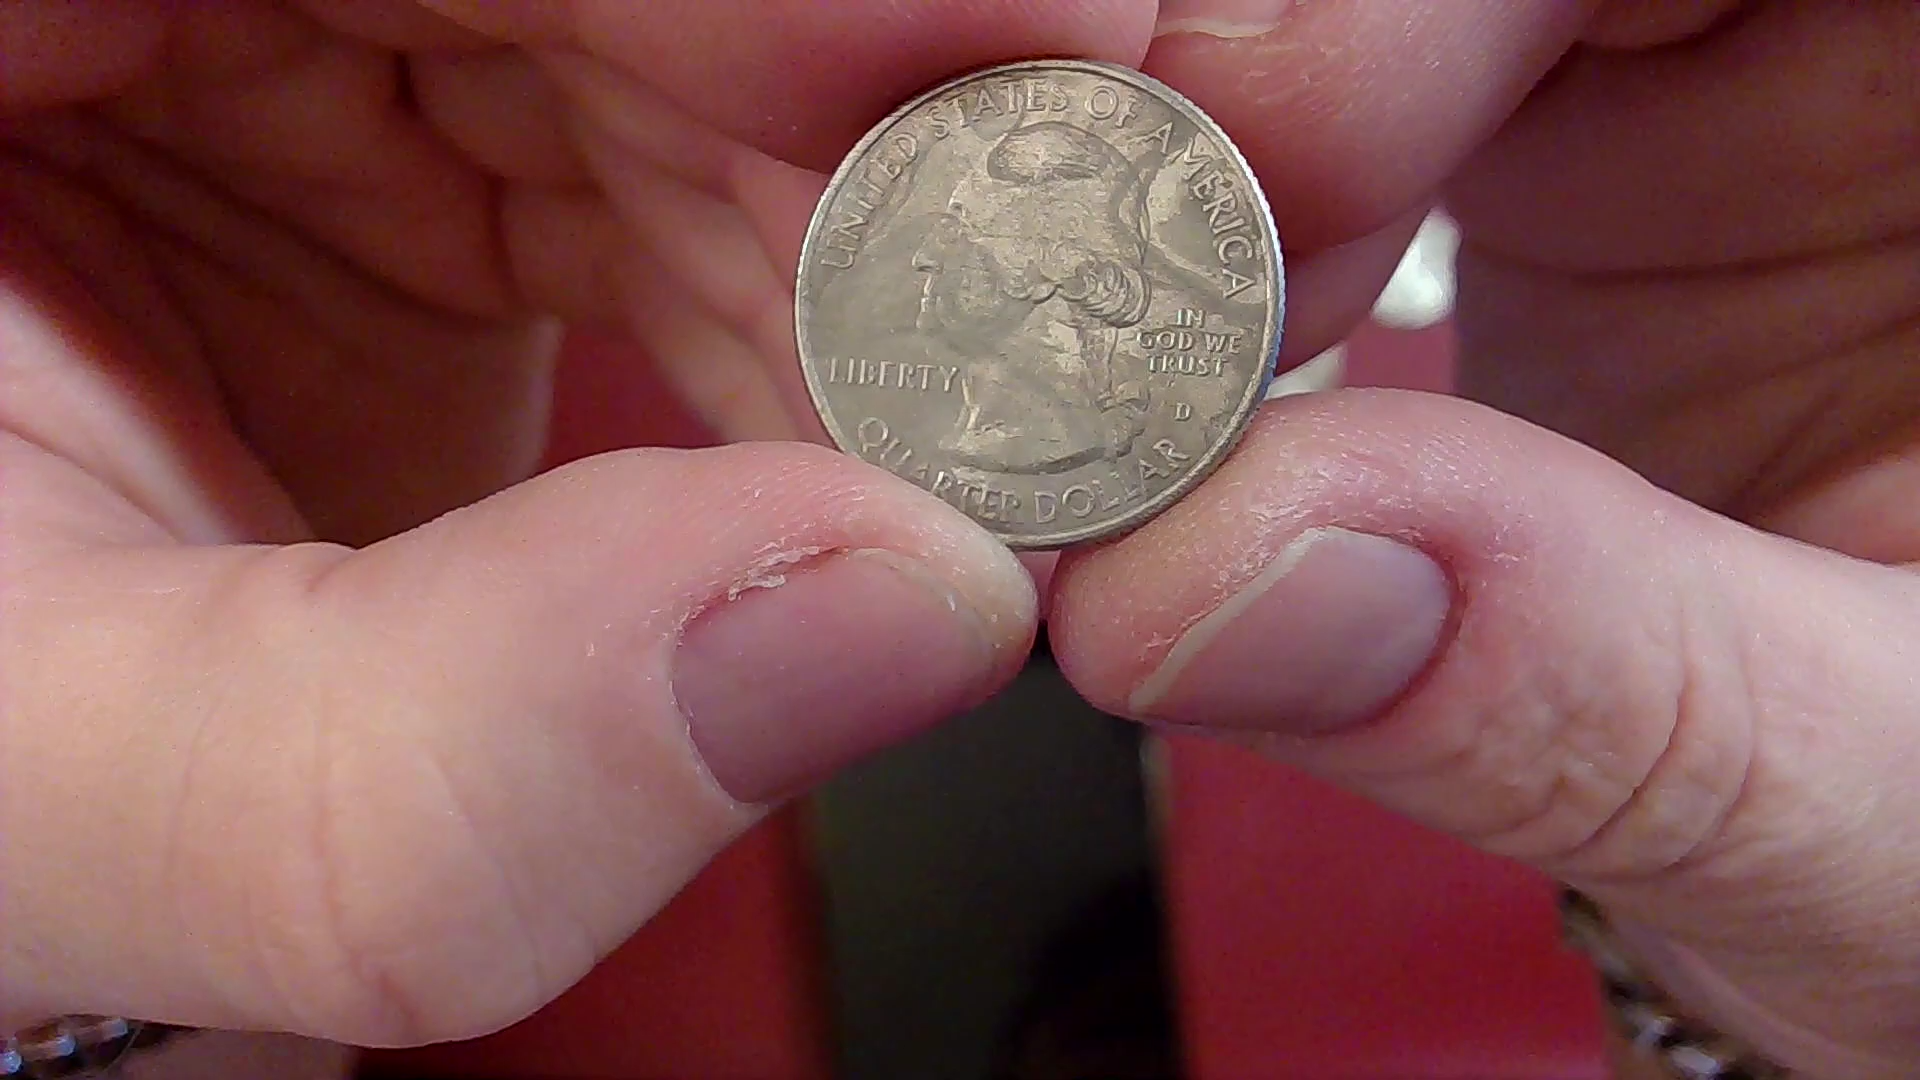 UNITED STATES OF AMERICA
LIBERTY
IN
GOD WE
TRUST
D
QUARTER DOLLAR